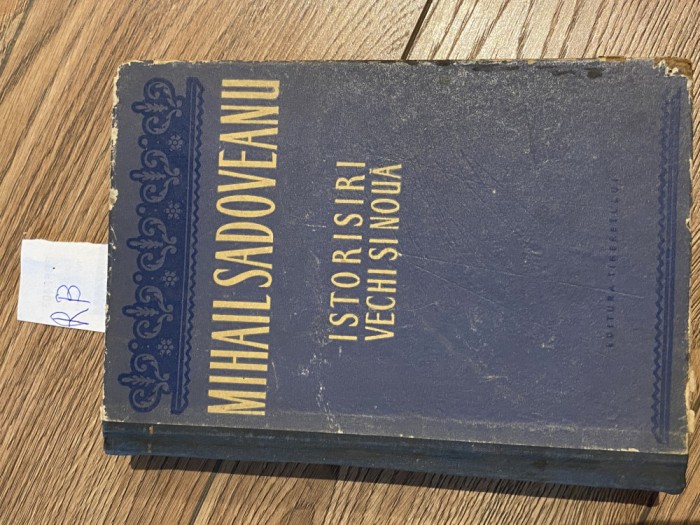 MIHAIL SADOVEANU
ISTORISIRI
VECHI ȘI NOUĂ
EDITURA TINERETULUI
RB